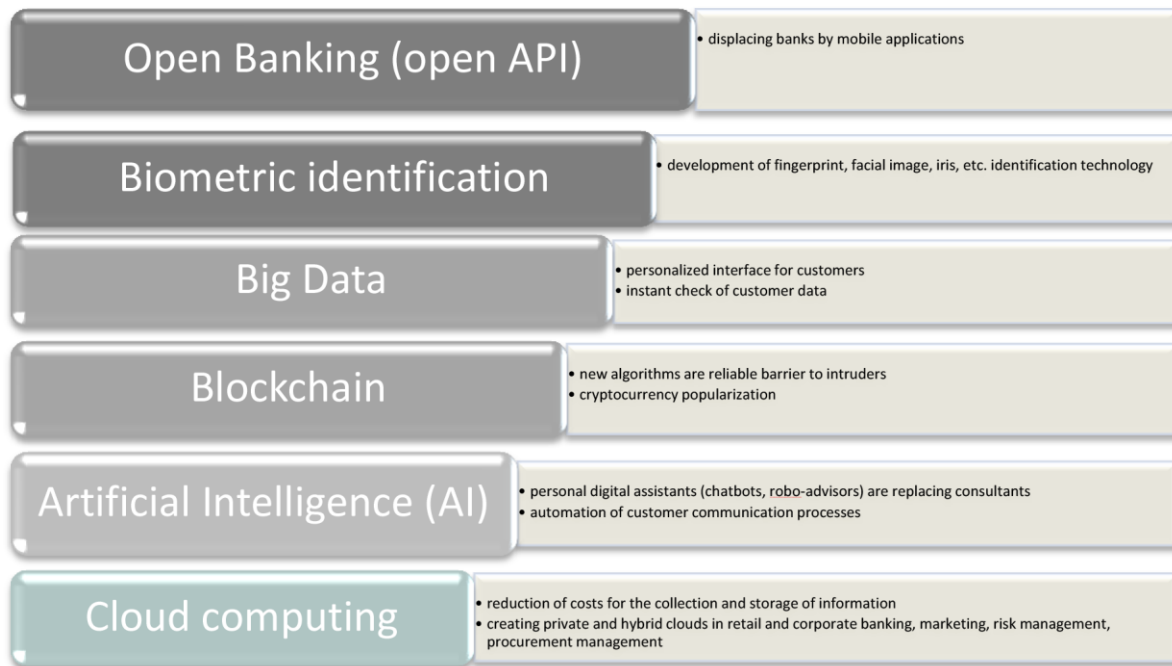 Open Banking (open API)
• displacing banks by mobile applications
Biometric identification
• development of fingerprint, facial image, iris, etc. identification technology
Big Data
• personalized interface for customers
• instant check of customer data
Blockchain
• new algorithms are reliable barrier to intruders
• cryptocurrency popularization
Artificial Intelligence (AI)
• personal digital assistants (chatbots, robo-advisors) are replacing consultants
• automation of customer communication processes
Cloud computing
• reduction of costs for the collection and storage of information
• creating private and hybrid clouds in retail and corporate banking, marketing, risk management,
procurement management